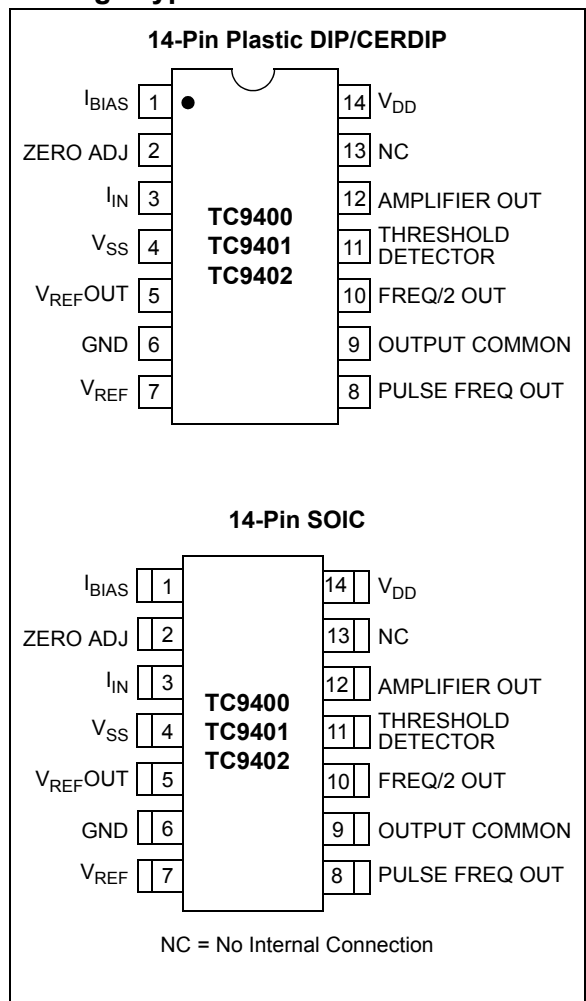 14-Pin Plastic DIP/CERDIP
IBIAS 1 14 VDD
ZERO ADJ 2 13 NC
IIN 3 12 AMPLIFIER OUT
VSS 4 11 THRESHOLD DETECTOR
VREFOUT 5 10 FREQ/2 OUT
GND 6 9 OUTPUT COMMON
VREF 7 8 PULSE FREQ OUT
TC9400
TC9401
TC9402
14-Pin SOIC
IBIAS 1 14 VDD
ZERO ADJ 2 13 NC
IIN 3 12 AMPLIFIER OUT
VSS 4 11 THRESHOLD DETECTOR
VREFOUT 5 10 FREQ/2 OUT
GND 6 9 OUTPUT COMMON
VREF 7 8 PULSE FREQ OUT
TC9400
TC9401
TC9402
NC = No Internal Connection